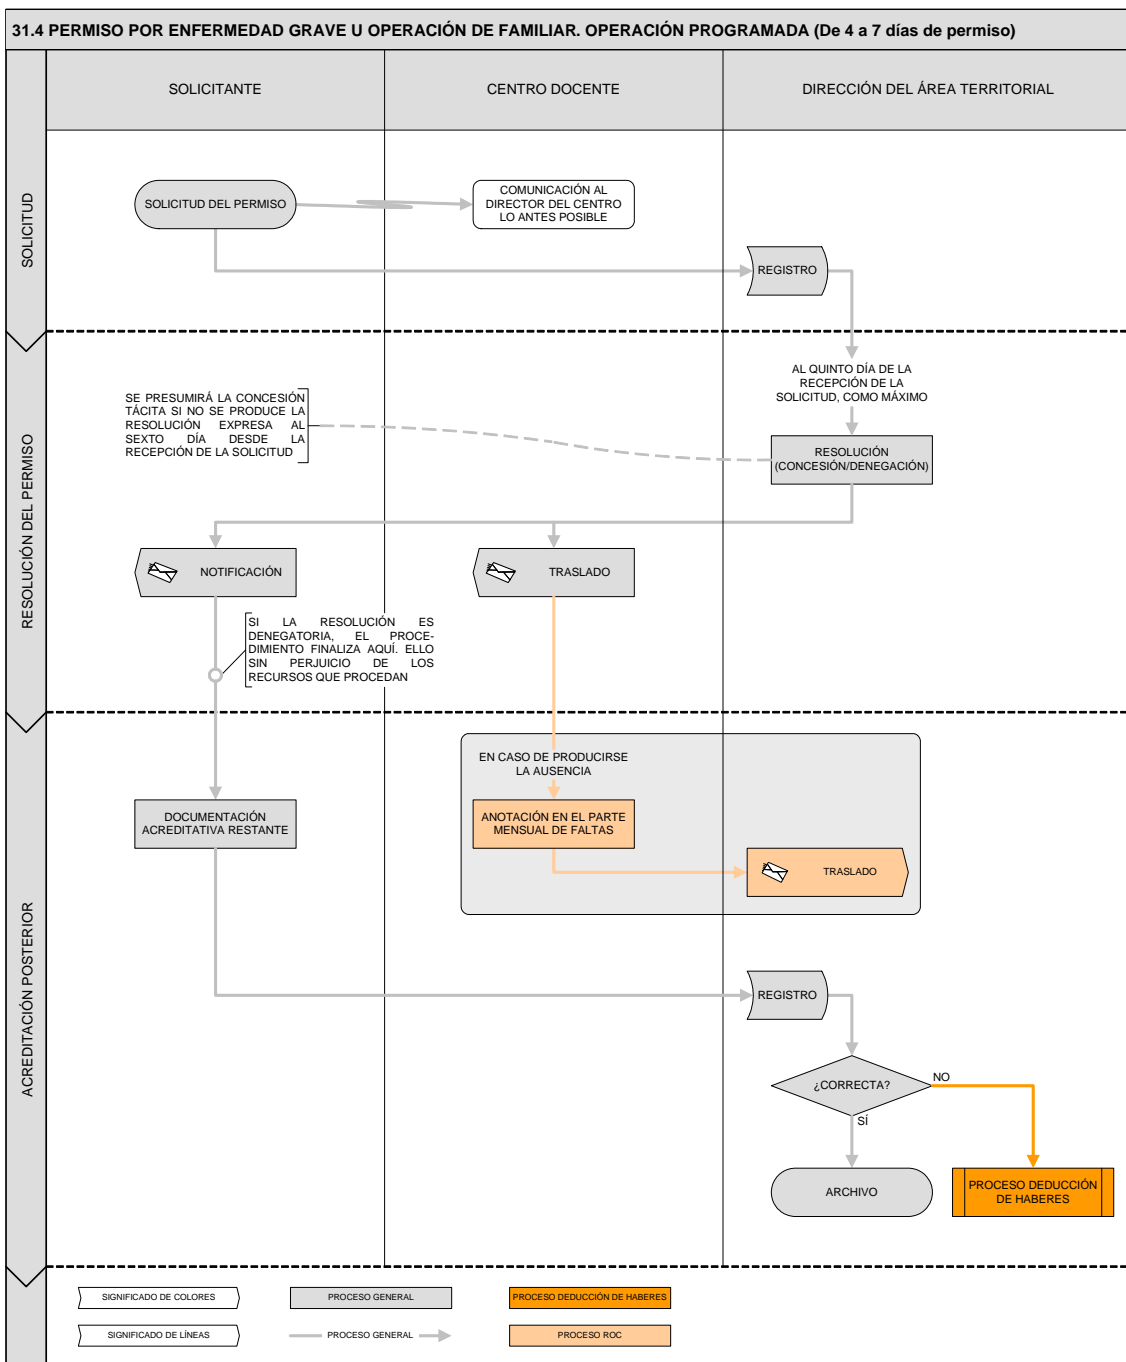 31.4 PERMISO POR ENFERMEDAD GRAVE U OPERACIÓN DE FAMILIAR. OPERACIÓN PROGRAMADA (De 4 a 7 días de permiso)
SOLICITANTE
CENTRO DOCENTE
DIRECCIÓN DEL ÁREA TERRITORIAL
SOLICITUD
SOLICITUD DEL PERMISO
COMUNICACIÓN AL
DIRECTOR DEL CENTRO
LO ANTES POSIBLE
REGISTRO
RESOLUCIÓN DEL PERMISO
AL QUINTO DÍA DE LA
RECEPCIÓN DE LA
SOLICITUD, COMO MÁXIMO
SE PRESUMIRÁ LA CONCESIÓN
TÁCITA SI NO SE PRODUCE LA
RESOLUCIÓN EXPRESA AL
SEXTO DÍA DESDE LA
RECEPCIÓN DE LA SOLICITUD
RESOLUCIÓN
(CONCESIÓN/DENEGACIÓN)
NOTIFICACIÓN
TRASLADO
SI LA RESOLUCIÓN ES
DENEGATORIA, EL PROCE-
DIMIENTO FINALIZA AQUÍ. ELLO
SIN PERJUICIO DE LOS
RECURSOS QUE PROCEDAN
ACREDITACIÓN POSTERIOR
EN CASO DE PRODUCIRSE
LA AUSENCIA
DOCUMENTACIÓN
ACREDITATIVA RESTANTE
ANOTACIÓN EN EL PARTE
MENSUAL DE FALTAS
TRASLADO
REGISTRO
¿CORRECTA?
NO
SÍ
ARCHIVO
PROCESO DEDUCCIÓN
DE HABERES
SIGNIFICADO DE COLORES
PROCESO GENERAL
PROCESO DEDUCCIÓN DE HABERES
SIGNIFICADO DE LÍNEAS
PROCESO GENERAL
PROCESO ROC